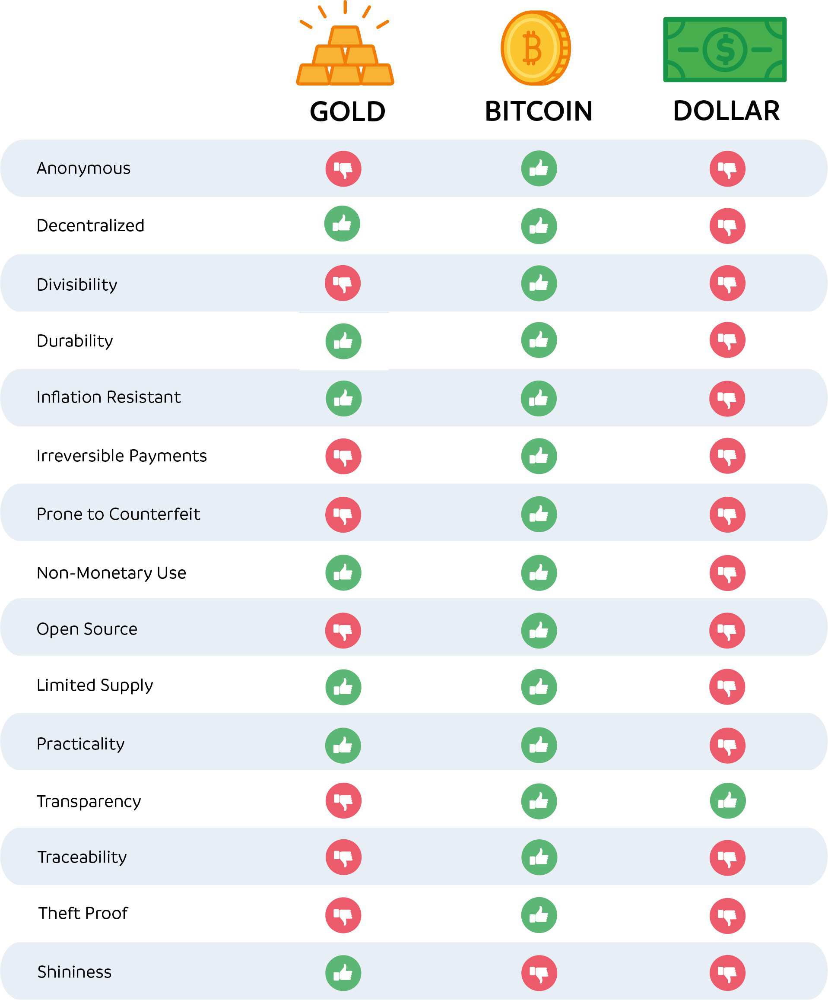 GOLD BITCOIN DOLLAR
Anonymous
Decentralized
Divisibility
Durability
Inflation Resistant
Irreversible Payments
Prone to Counterfeit
Non-Monetary Use
Open Source
Limited Supply
Practicality
Transparency
Traceability
Theft Proof
Shininess